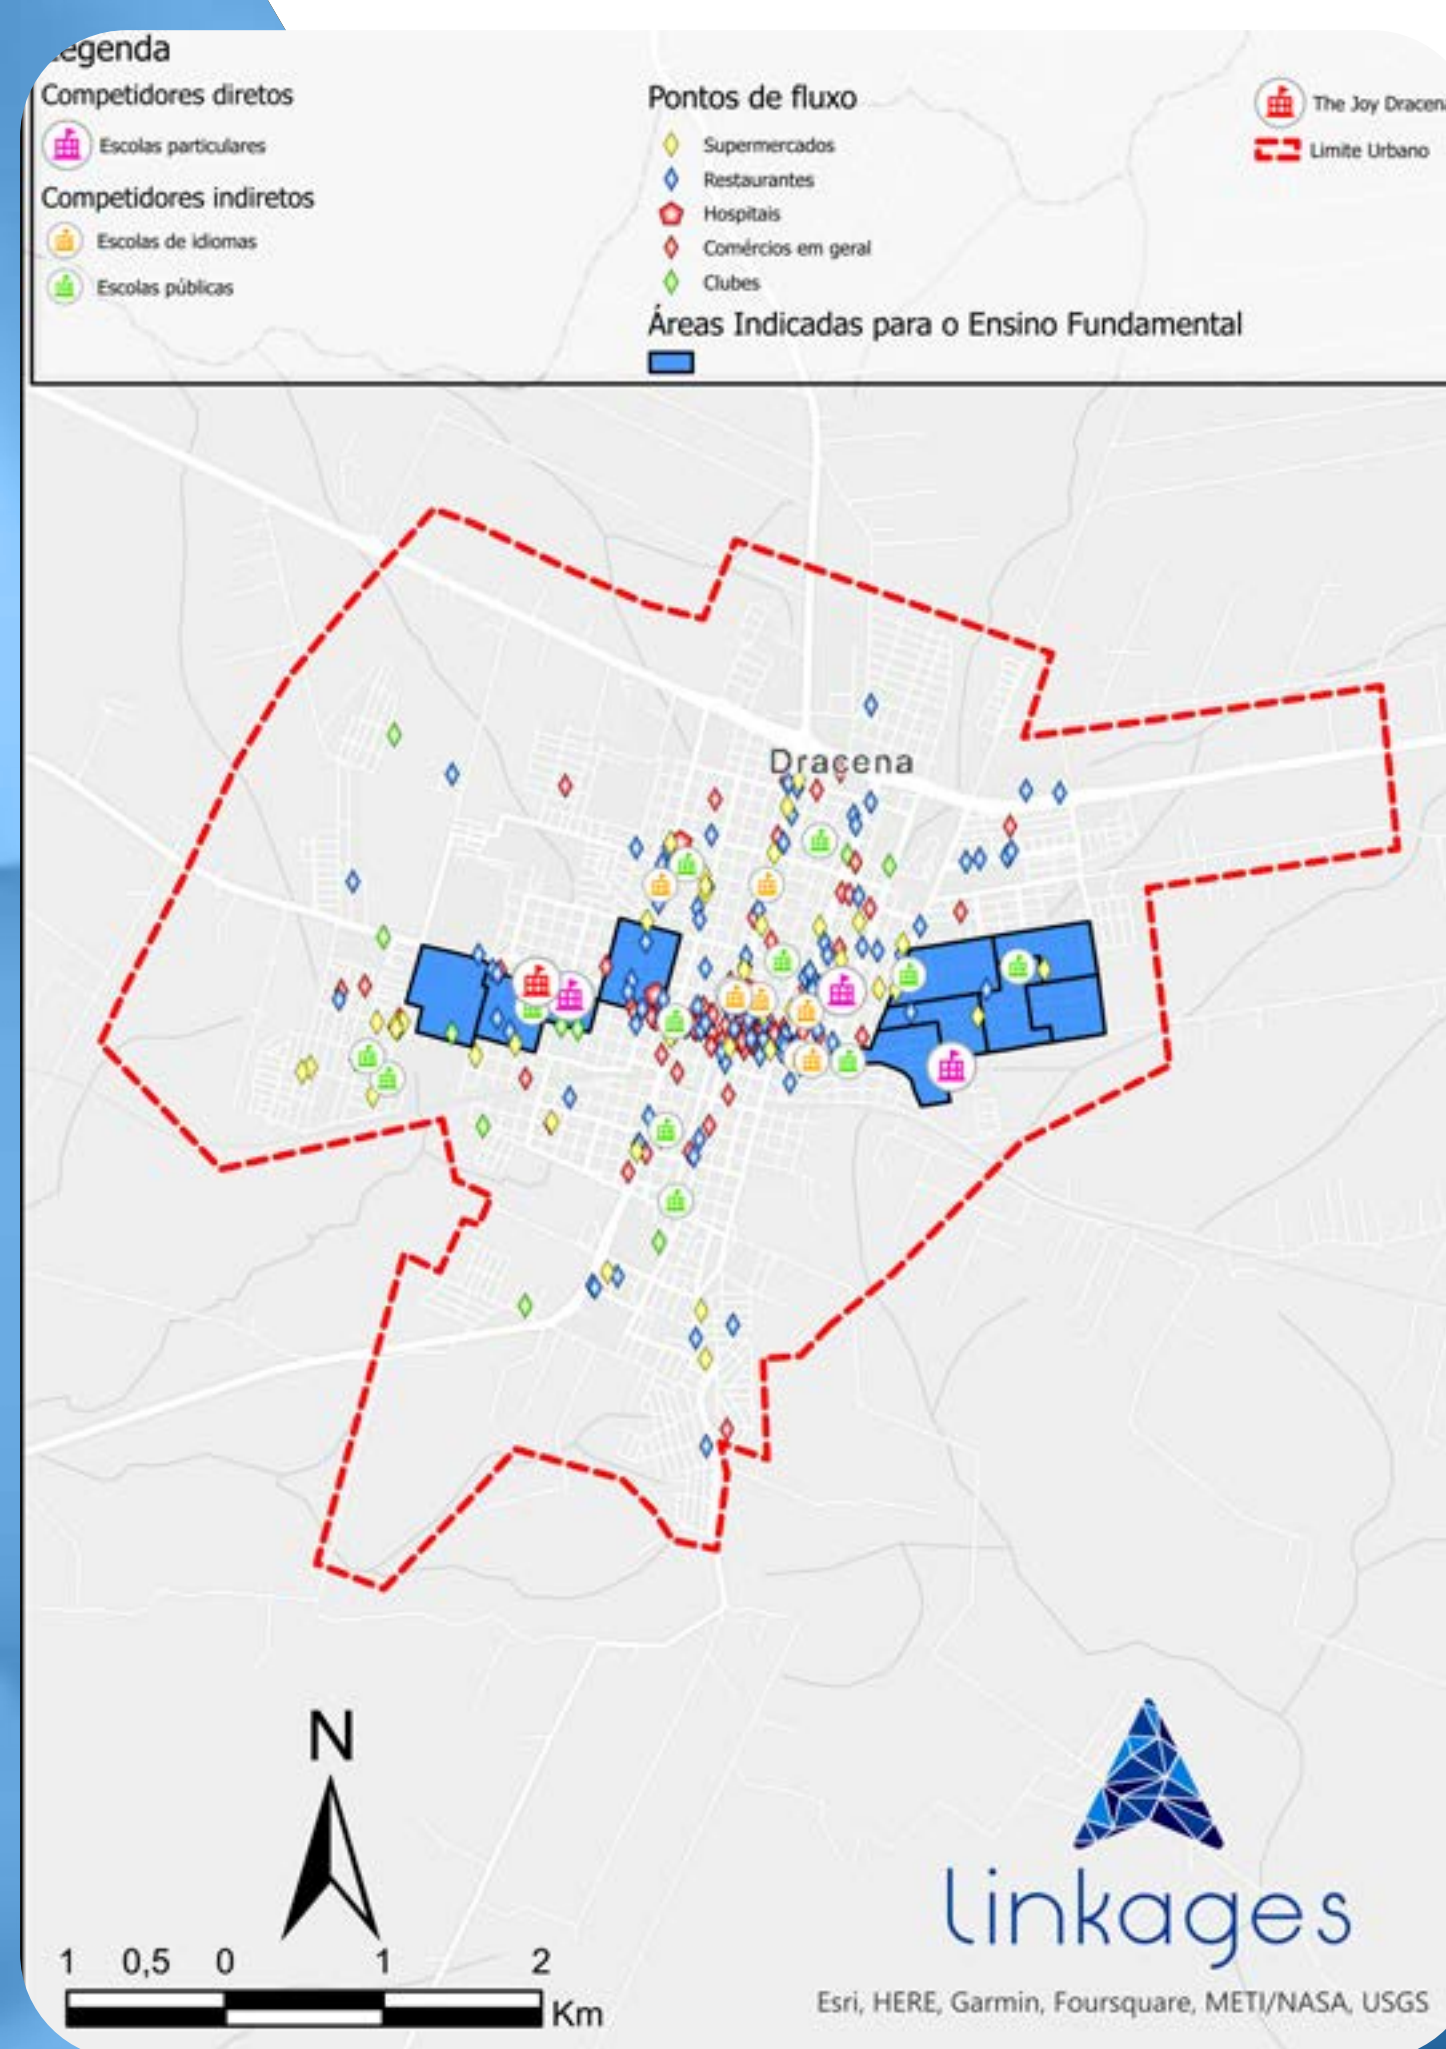 Legenda
Competidores diretos
Escolas particulares
Competidores indiretos
Escolas de idiomas
Escolas públicas
Pontos de fluxo
Supermercados
Restaurantes
Hospitais
Comércios em geral
Clubes
Áreas Indicadas para o Ensino Fundamental
The Joy Dracena
Limite Urbano
Dracena
N
1 0,5 0 1 2
Km
linkages
Esri, HERE, Garmin, Foursquare, METI/NASA, USGS